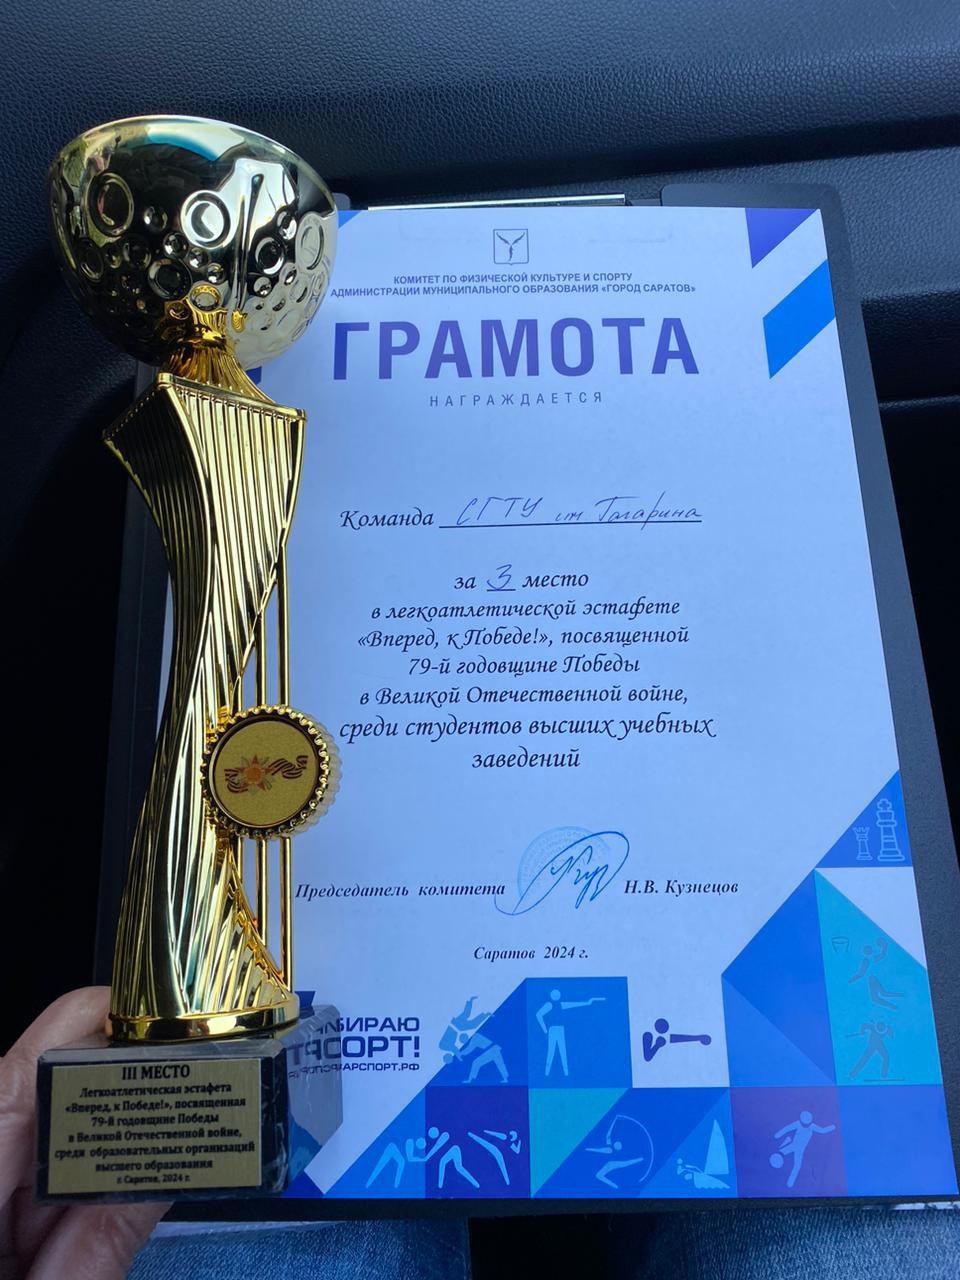 КОМИТЕТ ПО ФИЗИЧЕСКОЙ КУЛЬТУРЕ И СПОРТУ
АДМИНИСТРАЦИИ МУНИЦИПАЛЬНОГО ОБРАЗОВАНИЯ «ГОРОД САРАТОВ»
ГРАМОТА
НАГРАЖДАЕТСЯ
Команда СГТУ им Гагарина
за 3 место
в легкоатлетической эстафете
«Вперед, к Победе!», посвященной
79-й годовщине Победы
в Великой Отечественной войне,
среди студентов высших учебных
заведений
Председатель комитета Н.В. Кузнецов
Саратов 2024 г.
III МЕСТО
Легкоатлетическая эстафета
«Вперед, к Победе!», посвященная
79-й годовщине Победы
в Великой Отечественной войне,
среди образовательных организаций
высшего образования
г. Саратов, 2024 г.